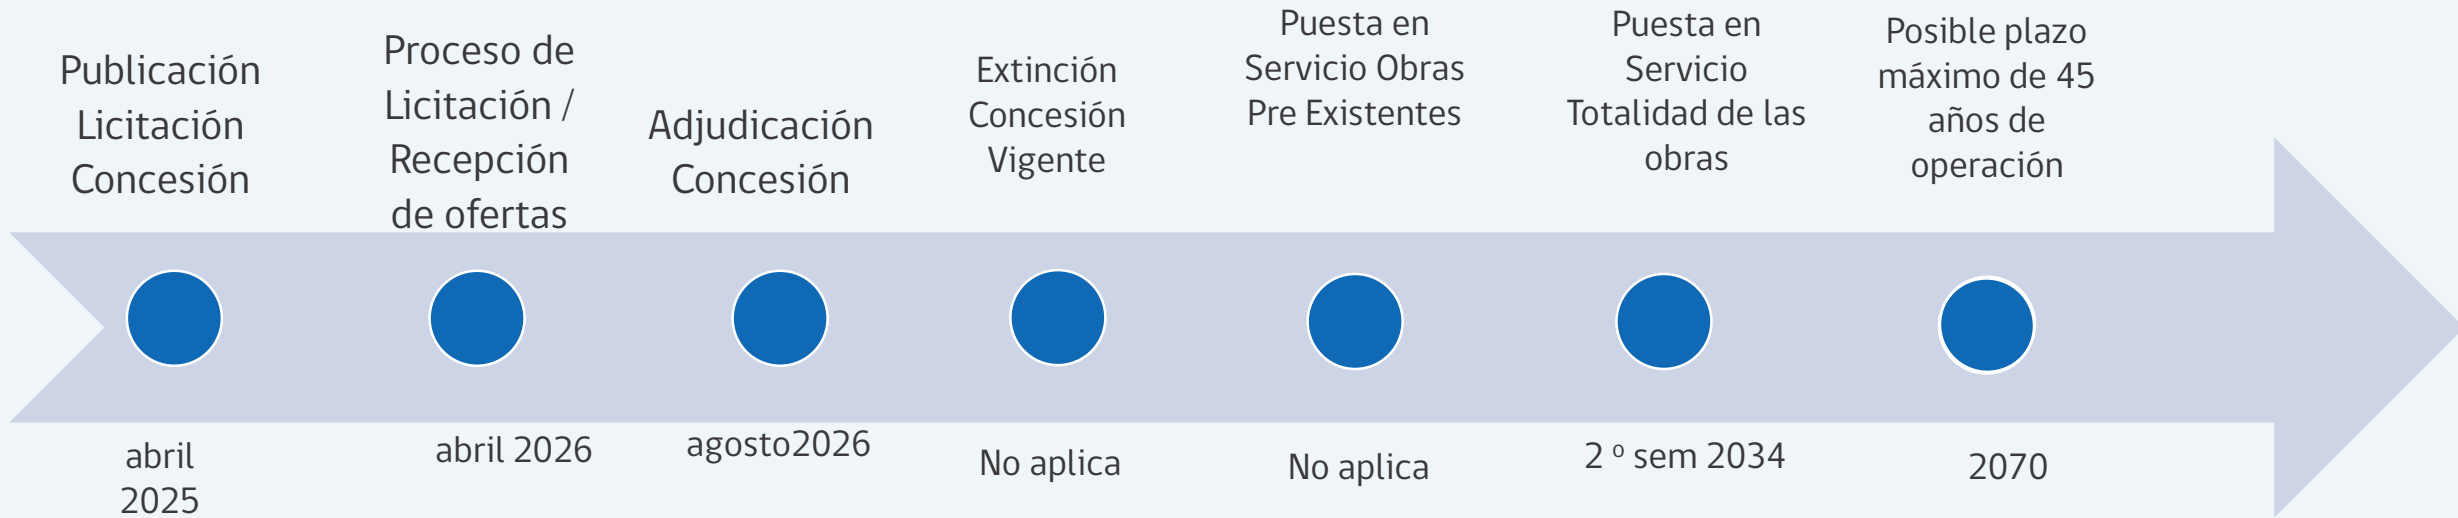 Publicación
Licitación
Concesión
Proceso de
Licitación /
Recepción
de ofertas
Adjudicación
Concesión
Extinción
Concesión
Vigente
Puesta en
Servicio Obras
Pre Existentes
Puesta en
Servicio
Totalidad de las
obras
Posible plazo
máximo de 45
años de
operación
abril
2025
abril 2026
agosto2026
No aplica
No aplica
2 º sem 2034
2070